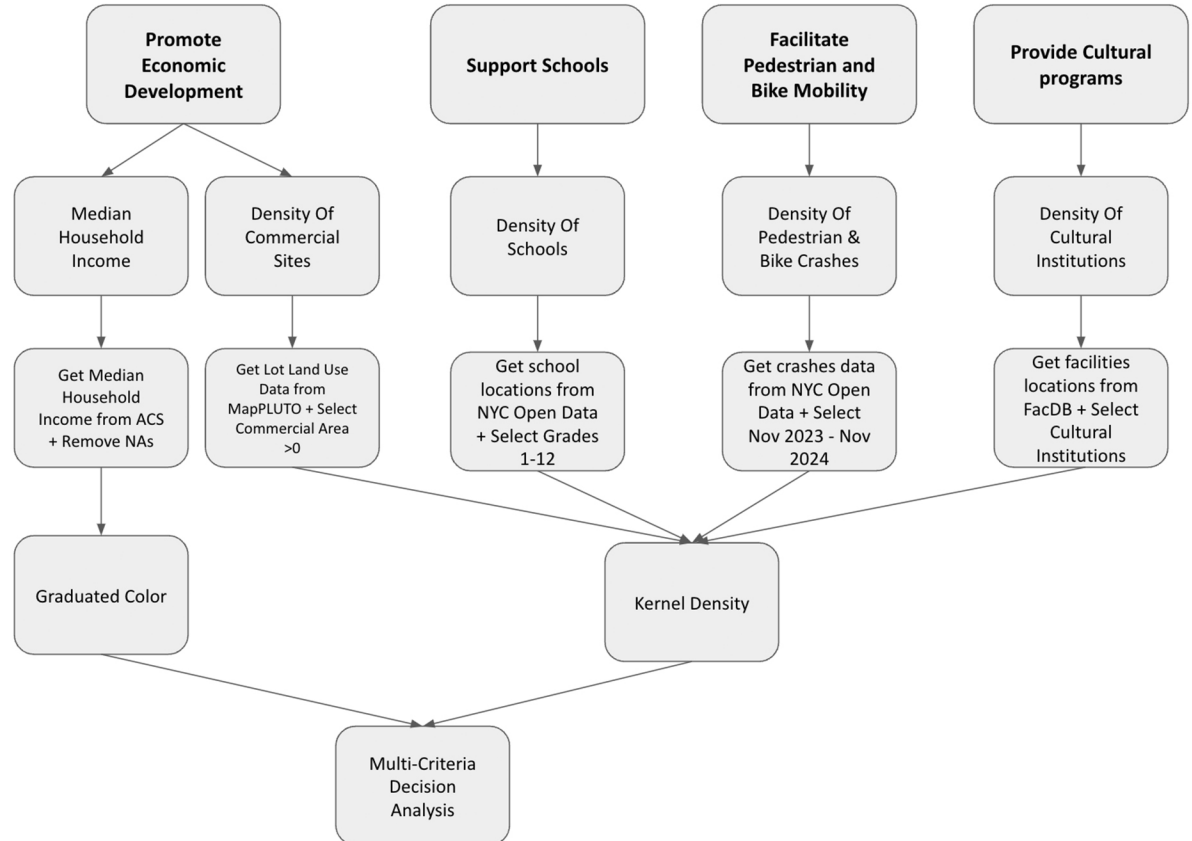 Promote
Economic
Development
Support Schools
Facilitate
Pedestrian and
Bike Mobility
Provide Cultural
programs
Median
Household
Income
Density Of
Commercial
Sites
Density Of
Schools
Density Of
Pedestrian &
Bike Crashes
Density Of
Cultural
Institutions
Get Median
Household
Income from ACS
+ Remove NAs
Get Lot Land Use
Data from
MapPLUTO + Select
Commercial Area
>0
Get school
locations from
NYC Open Data
+ Select Grades
1-12
Get crashes data
from NYC Open
Data + Select
Nov 2023 - Nov
2024
Get facilities
locations from
FacDB + Select
Cultural
Institutions
Graduated Color
Kernel Density
Multi-Criteria
Decision
Analysis